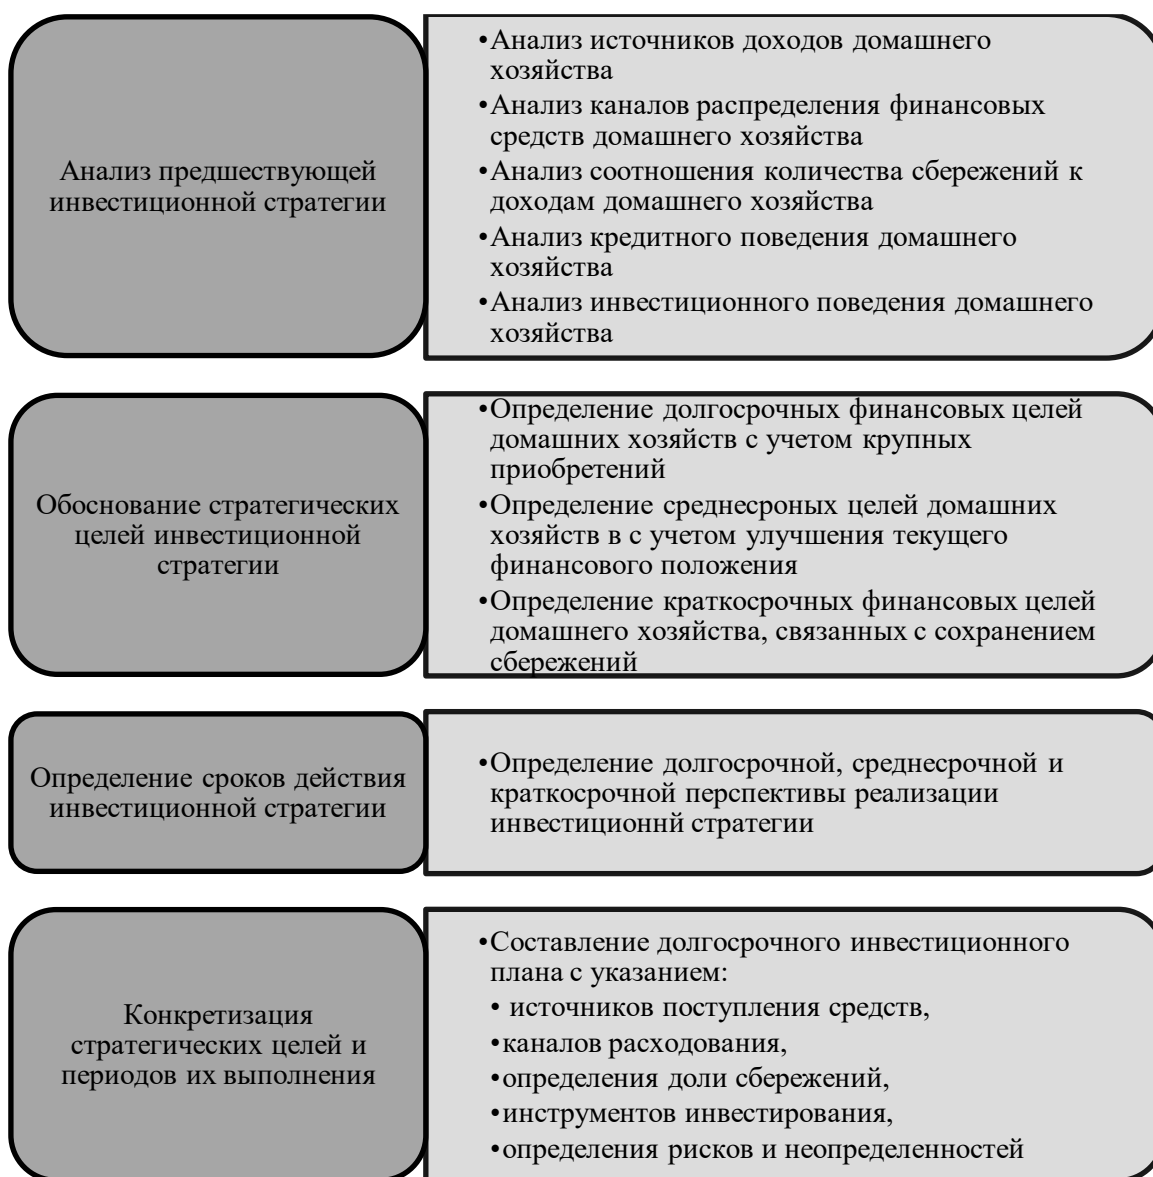 Анализ предшествующей
инвестиционной стратегии
•Анализ источников доходов домашнего
хозяйства
•Анализ каналов распределения финансовых
средств домашнего хозяйства
•Анализ соотношения количества сбережений к
доходам домашнего хозяйства
•Анализ кредитного поведения домашнего
хозяйства
•Анализ инвестиционного поведения домашнего
хозяйства
Обоснование стратегических
целей инвестиционной
стратегии
•Определение долгосрочных финансовых целей
домашних хозяйств с учетом крупных
приобретений
•Определение среднесроных целей домашних
хозяйств в с учетом улучшения текущего
финансового положения
•Определение краткосрочных финансовых целей
домашнего хозяйства, связанных с сохранением
сбережений
Определение сроков действия
инвестиционной стратегии
•Определение долгосрочной, среднесрочной и
краткосрочной перспективы реализации
инвестиционнй стратегии
Конкретизация
стратегических целей и
периодов их выполнения
•Составление долгосрочного инвестиционного
плана с указанием:
• источников поступления средств,
•каналов расходования,
•определения доли сбережений,
•инструментов инвестирования,
•определения рисков и неопределенностей